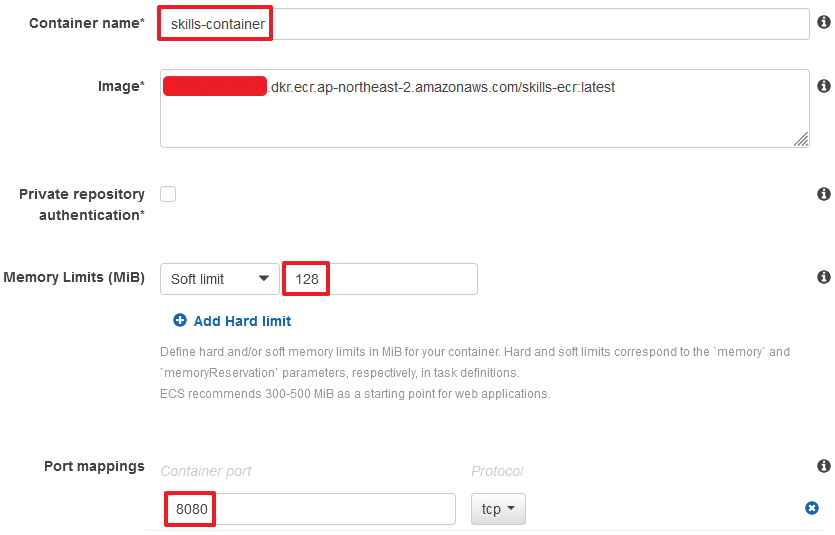 Container name*
skills-container
Image*
.dkr.ecr.ap-northeast-2.amazonaws.com/skills-ecr:latest
Private repository
authentication*
Memory Limits (MiB)
Soft limit
128
Add Hard limit
Define hard and/or soft memory limits in MiB for your container. Hard and soft limits correspond to the `memory` and
`memoryReservation` parameters, respectively, in task definitions.
ECS recommends 300-500 MiB as a starting point for web applications.
Port mappings
Container port
Protocol
8080
tcp